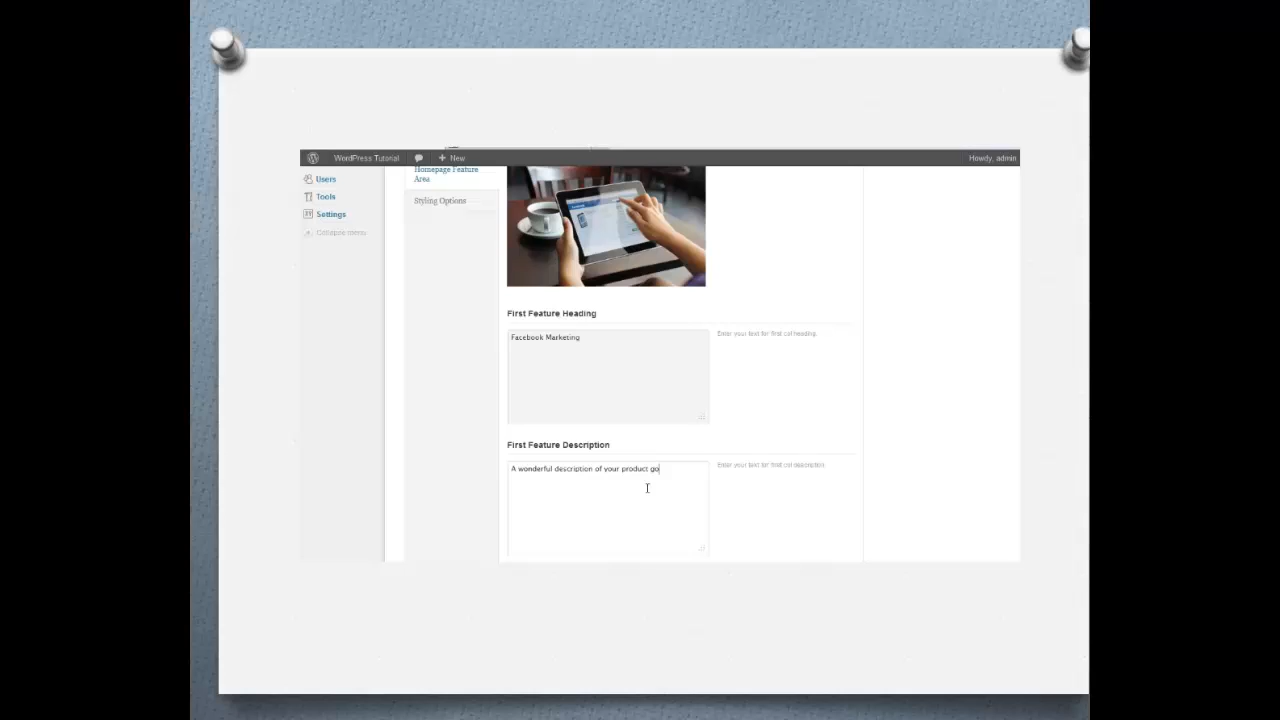 WordPress Tutorial
New
Howdy, admin
Users
Tools
Settings
Collapse menu
Homepage Feature
Area
Styling Options
First Feature Heading
Facebook Marketing
Enter your text for first col heading.
First Feature Description
A wonderful description of your product go
Enter your text for first col description.